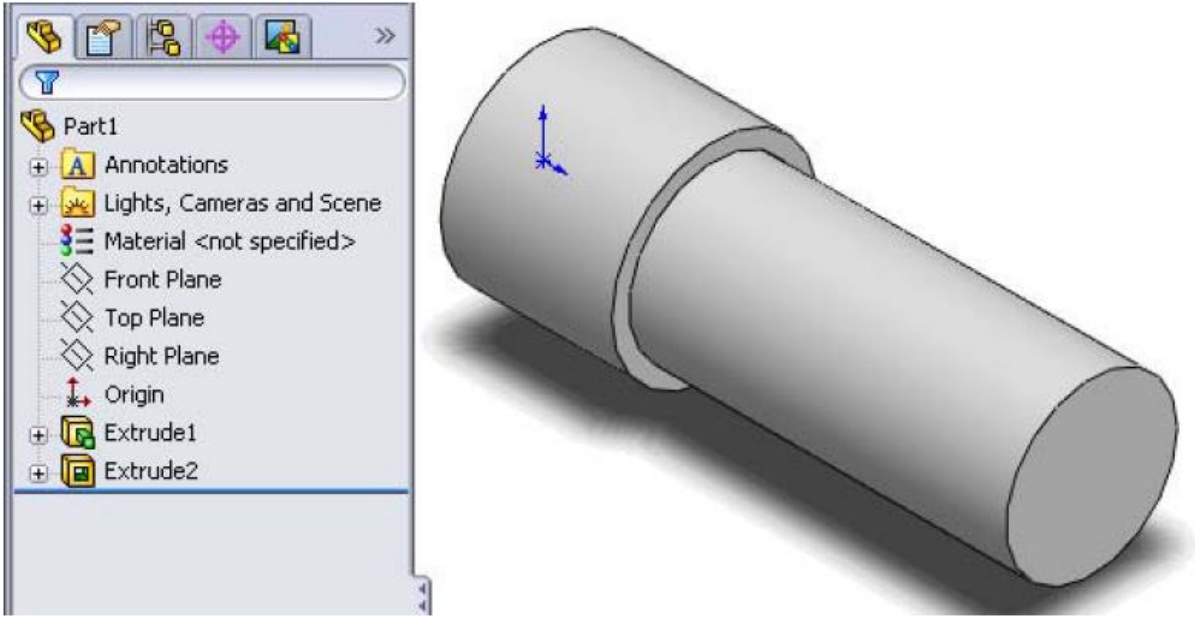 Part1
Annotations
Lights, Cameras and Scene
Material <not specified>
Front Plane
Top Plane
Right Plane
Origin
Extrude1
Extrude2